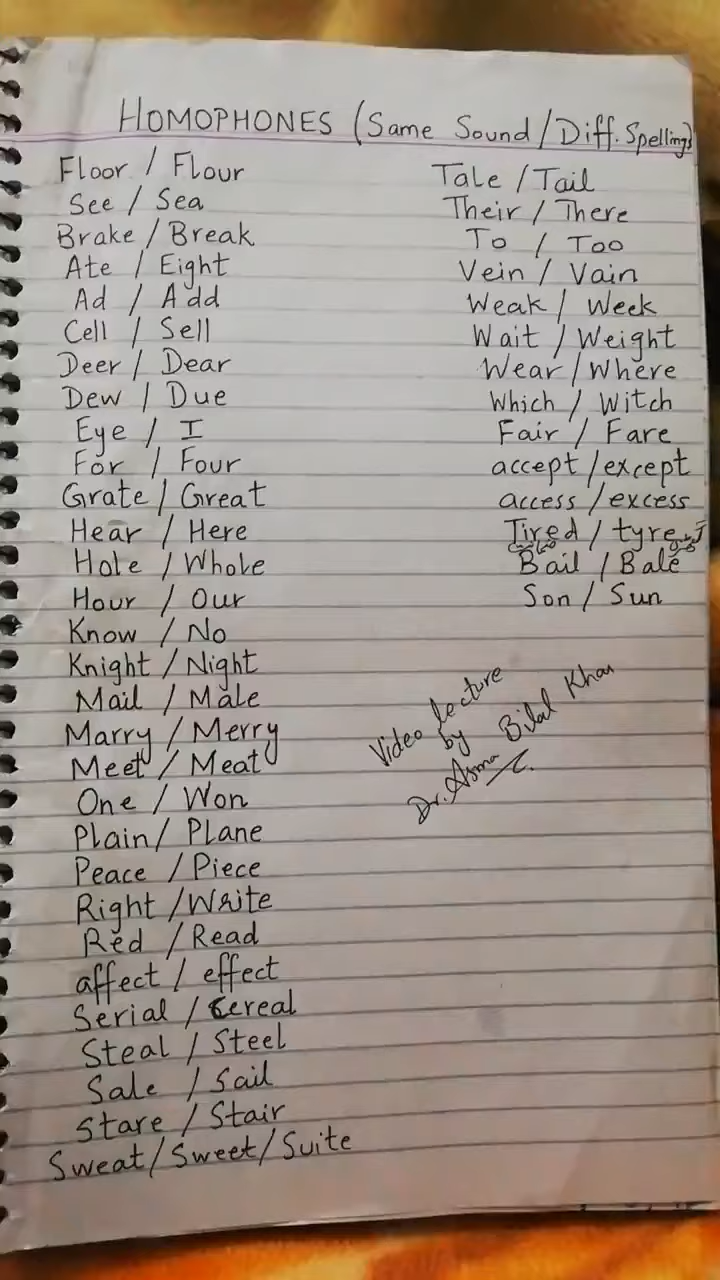 HOMOPHONES (Same Sound/Diff. Spellings)
Floor / Flour
See / Sea
Brake / Break
Ate / Eight
Ad / Add
Cell / Sell
Deer / Dear
Dew / Due
Eye / I
For / Four
Grate / Great
Hear / Here
Hole / Whole
Hour / Our
Know / No
Knight / Night
Mail / Male
Marry / Merry
Meet / Meat
One / Won
Plain / Plane
Peace / Piece
Right / Write
Red / Read
affect / effect
Serial / Cereal
Steal / Steel
Sale / Sail
Stare / Stair
Sweat / Sweet / Suite
Tale / Tail
Their / There
To / Too
Vein / Vain
Weak / Week
Wait / Weight
Wear / Where
Which / Witch
Fair / Fare
accept / except
access / excess
Tired / tyre
Bail / Bale
Son / Sun
Video lecture
by
Dr. Asma Bilal Khan